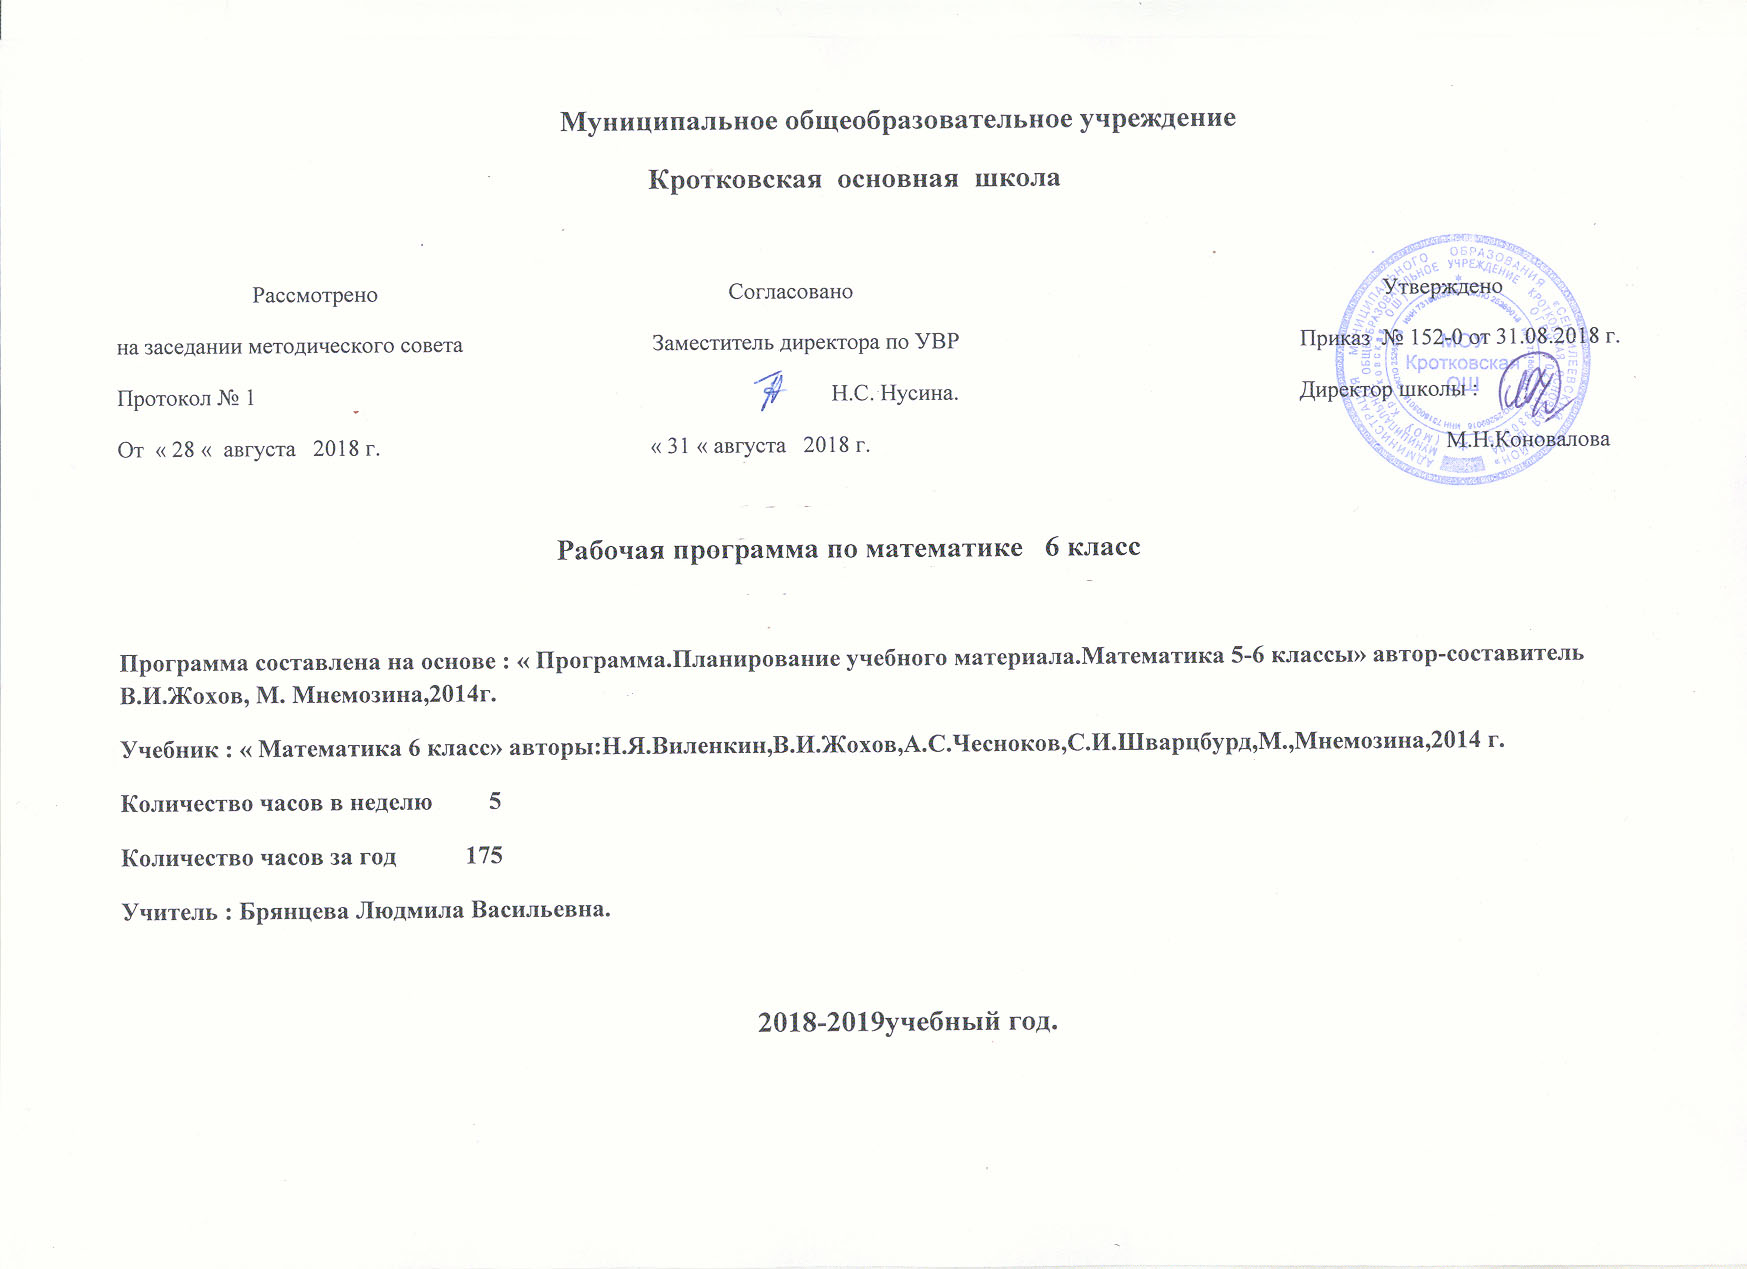 Муниципальное общеобразовательное учреждение
Кротковская основная школа
Рассмотрено
на заседании методического совета
Протокол № 1
От « 28 « августа 2018 г.
Согласовано
Заместитель директора по УВР
Н.С. Нусина.
« 31 « августа 2018 г.
Утверждено
Приказ № 152-0 от 31.08.2018 г.
Директор школы :
М.Н.Коновалова
МОУ
Кротковская
ОШ
Рабочая программа по математике 6 класс
Программа составлена на основе : « Программа.Планирование учебного материала.Математика 5-6 классы» автор-составитель
В.И.Жохов, М. Мнемозина,2014г.
Учебник : « Математика 6 класс» авторы:Н.Я.Виленкин,В.И.Жохов,А.С.Чесноков,С.И.Шварцбурд,М.,Мнемозина,2014 г.
Количество часов в неделю 5
Количество часов за год 175
Учитель : Брянцева Людмила Васильевна.
2018-2019учебный год.